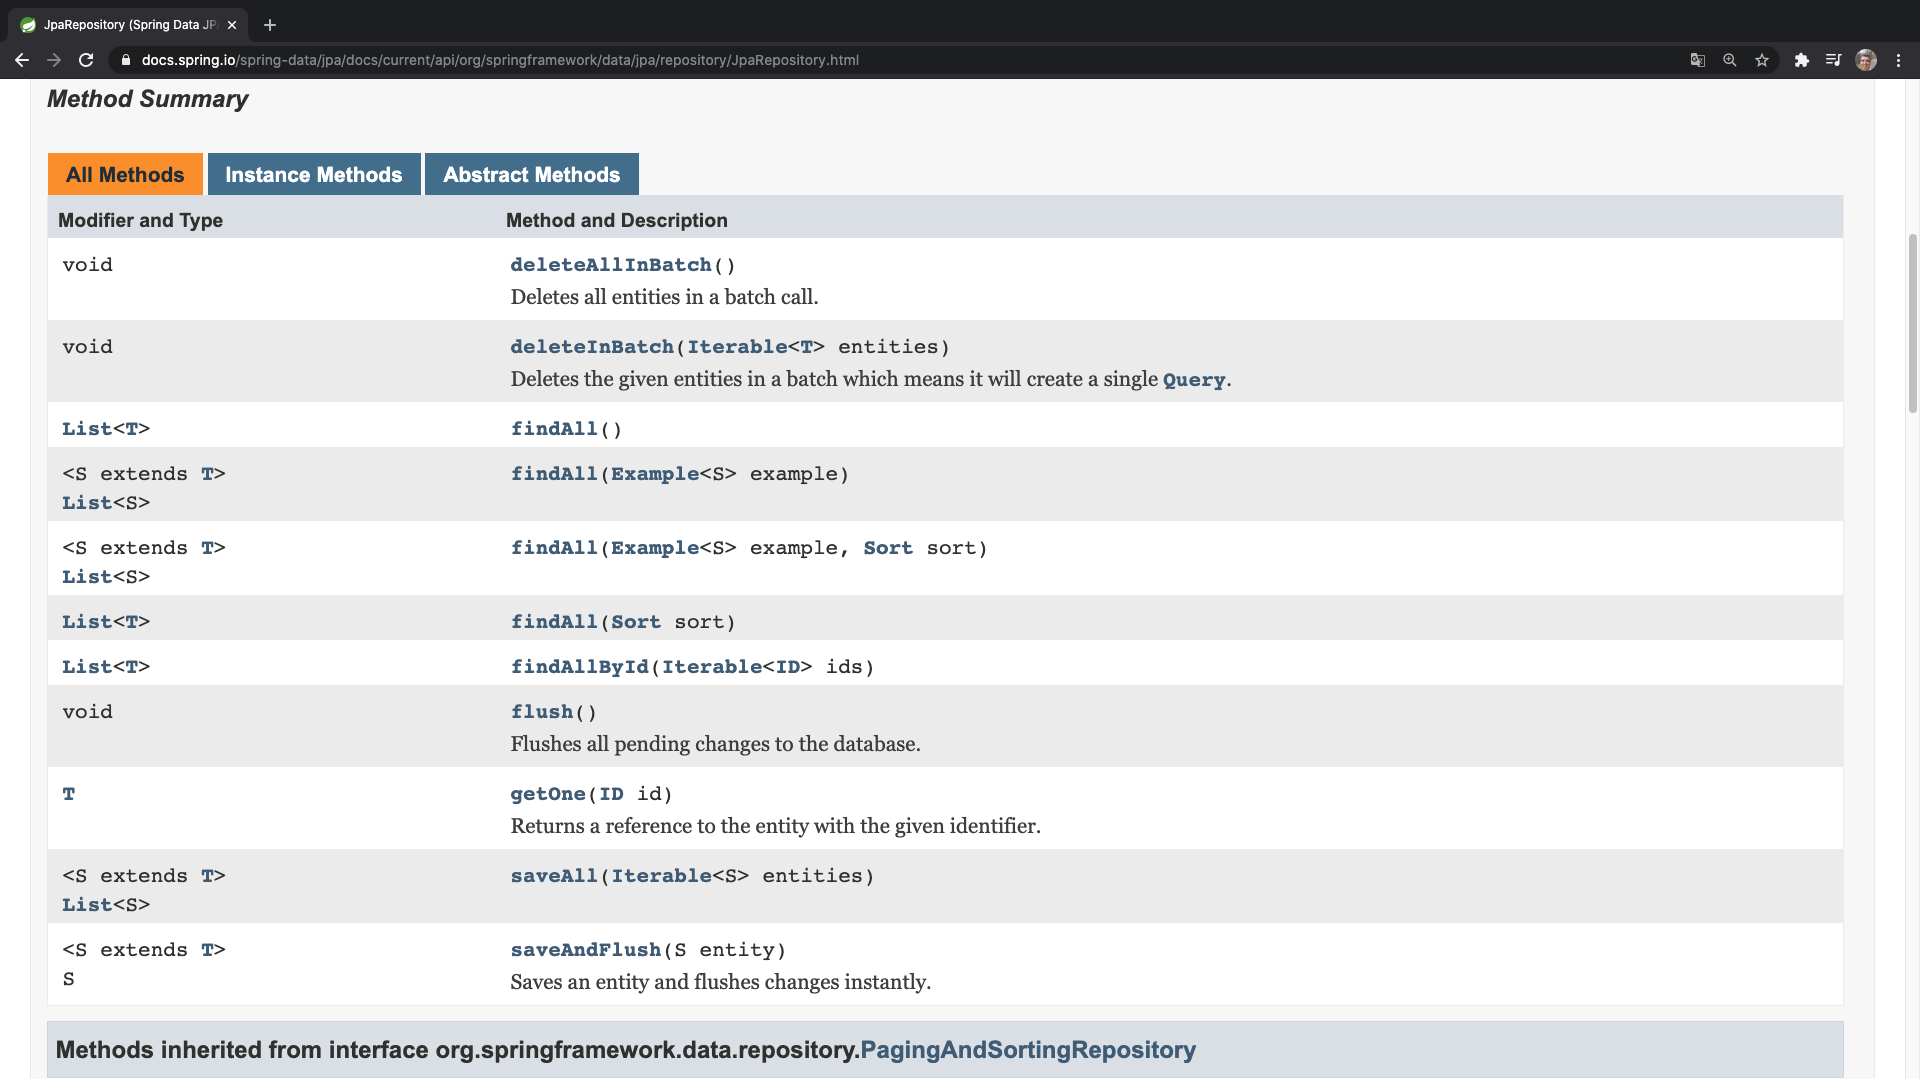 JpaRepository (Spring Data JP
docs.spring.io/spring-data/jpa/docs/current/api/org/springframework/data/jpa/repository/JpaRepository.html
Method Summary
All Methods Instance Methods Abstract Methods
Modifier and Type Method and Description
void deleteAllInBatch()
Deletes all entities in a batch call.
void deleteInBatch(Iterable<T> entities)
Deletes the given entities in a batch which means it will create a single Query.
List<T> findAll()
<S extends T> findAll(Example<S> example)
List<S>
<S extends T> findAll(Example<S> example, Sort sort)
List<S>
List<T> findAll(Sort sort)
List<T> findAllById(Iterable<ID> ids)
void flush()
Flushes all pending changes to the database.
T getOne(ID id)
Returns a reference to the entity with the given identifier.
<S extends T> saveAll(Iterable<S> entities)
List<S>
<S extends T> saveAndFlush(S entity)
S Saves an entity and flushes changes instantly.
Methods inherited from interface org.springframework.data.repository.PagingAndSortingRepository